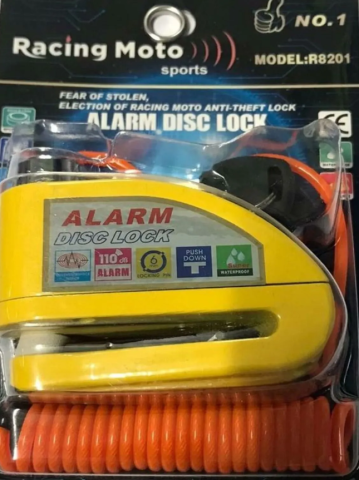 Racing Moto
sports
NO.1
MODEL:R8201
FEAR OF STOLEN,
ELECTION OF RACING MOTO ANTI-THEFT LOCK
ALARM DISC LOCK
CE
ALARM
DISC LOCK
110dB
ALARM
6
PUSH
DOWN
WATERPROOF